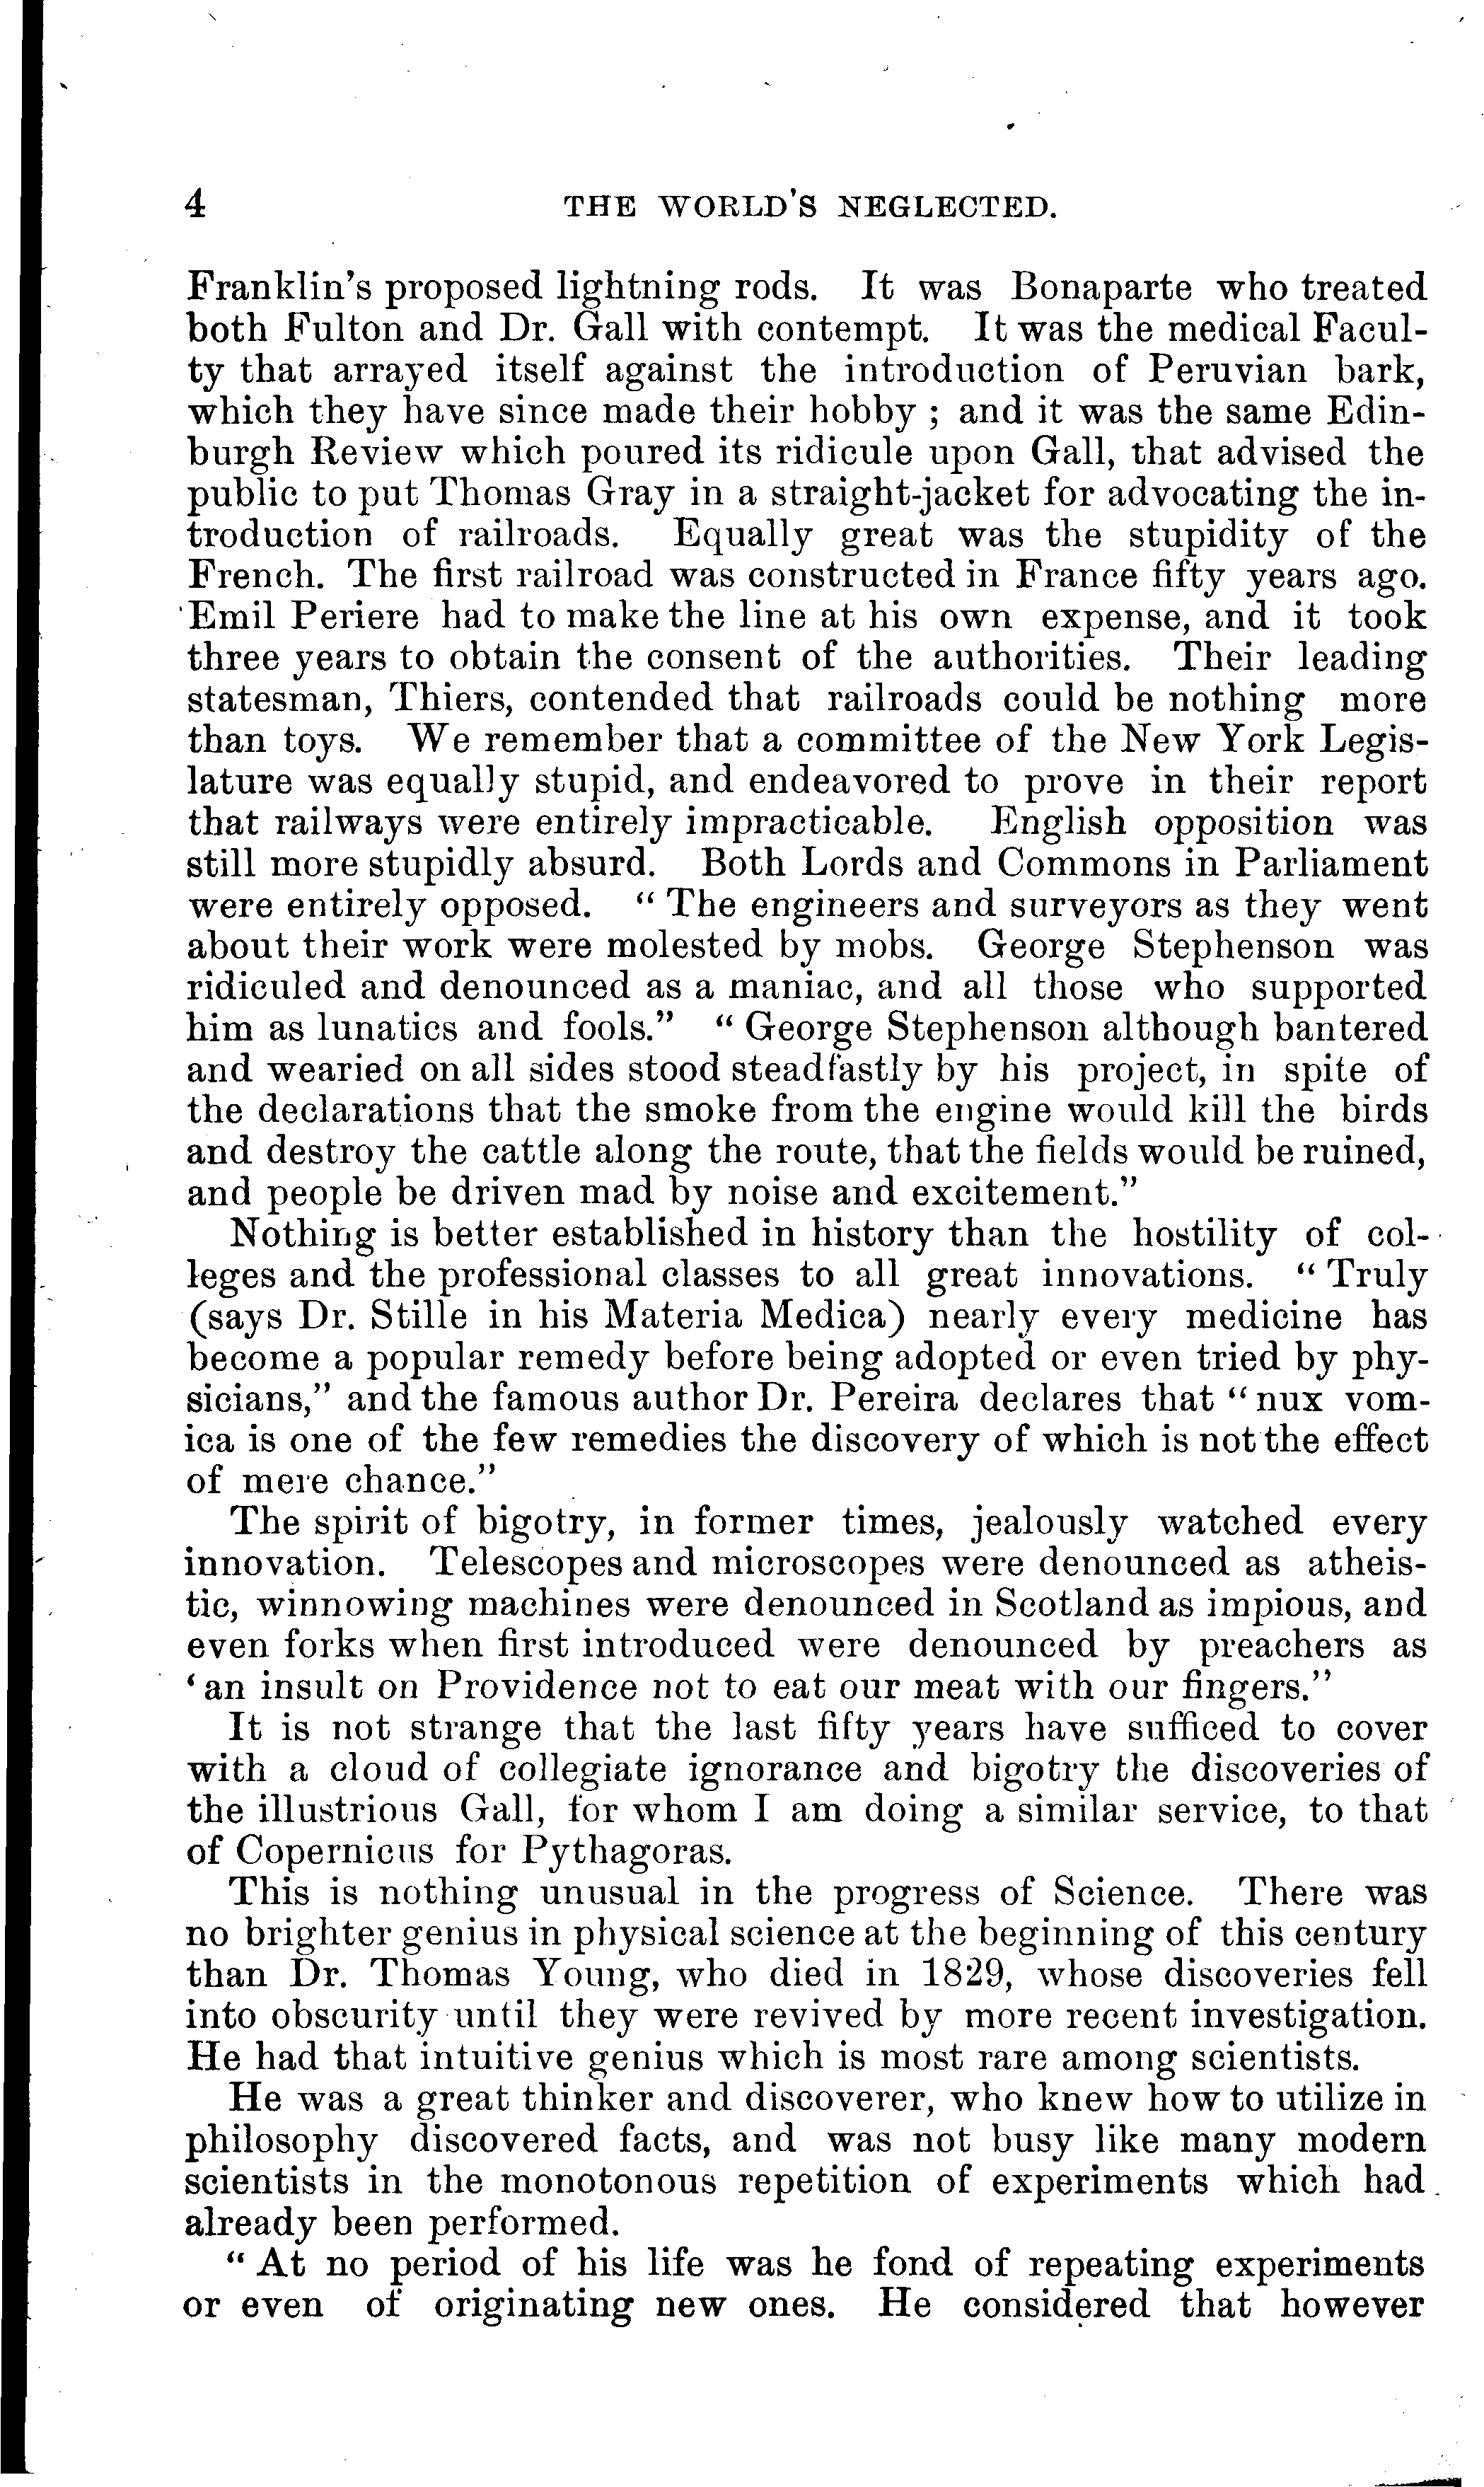 4 THE WORLD'S NEGLECTED.
Franklin's proposed lightning rods. It was Bonaparte who treated
both Fulton and Dr. Gall with contempt. It was the medical Facul-
ty that arrayed itself against the introduction of Peruvian bark,
which they have since made their hobby ; and it was the same Edin-
burgh Review which poured its ridicule upon Gall, that advised the
public to put Thomas Gray in a straight-jacket for advocating the in-
troduction of railroads. Equally great was the stupidity of the
French. The first railroad was constructed in France fifty years ago.
Emil Periere had to make the line at his own expense, and it took
three years to obtain the consent of the authorities. Their leading
statesman, Thiers, contended that railroads could be nothing more
than toys. We remember that a committee of the New York Legis-
lature was equally stupid, and endeavored to prove in their report
that railways were entirely impracticable. English opposition was
still more stupidly absurd. Both Lords and Commons in Parliament
were entirely opposed. “ The engineers and surveyors as they went
about their work were molested by mobs. George Stephenson was
ridiculed and denounced as a maniac, and all those who supported
him as lunatics and fools.” “ George Stephenson although bantered
and wearied on all sides stood steadfastly by his project, in spite of
the declarations that the smoke from the engine would kill the birds
and destroy the cattle along the route, that the fields would be ruined,
and people be driven mad by noise and excitement.”
Nothing is better established in history than the hostility of col-
leges and the professional classes to all great innovations. “ Truly
(says Dr. Stille in his Materia Medica) nearly every medicine has
become a popular remedy before being adopted or even tried by phy-
sicians,” and the famous author Dr. Pereira declares that “ nux vom-
ica is one of the few remedies the discovery of which is not the effect
of mere chance.”
The spirit of bigotry, in former times, jealously watched every
innovation. Telescopes and microscopes were denounced as atheis-
tic, winnowing machines were denounced in Scotland as impious, and
even forks when first introduced were denounced by preachers as
‘ an insult on Providence not to eat our meat with our fingers.”
It is not strange that the last fifty years have sufficed to cover
with a cloud of collegiate ignorance and bigotry the discoveries of
the illustrious Gall, for whom I am doing a similar service, to that
of Copernicus for Pythagoras.
This is nothing unusual in the progress of Science. There was
no brighter genius in physical science at the beginning of this century
than Dr. Thomas Young, who died in 1829, whose discoveries fell
into obscurity until they were revived by more recent investigation.
He had that intuitive genius which is most rare among scientists.
He was a great thinker and discoverer, who knew how to utilize in
philosophy discovered facts, and was not busy like many modern
scientists in the monotonous repetition of experiments which had
already been performed.
“ At no period of his life was he fond of repeating experiments
or even of originating new ones. He considered that however